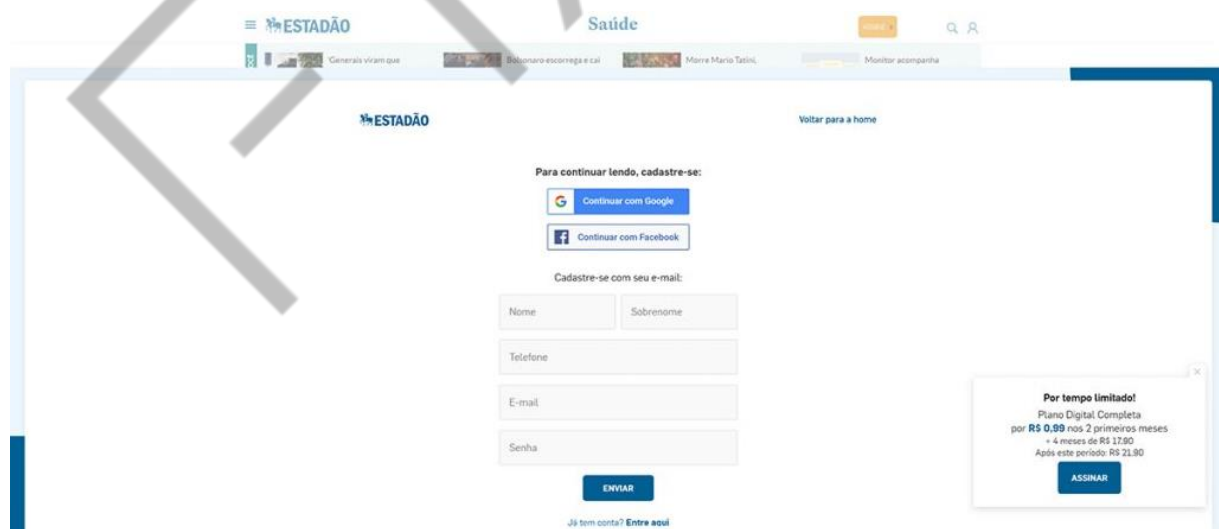 ESTADÃO
Saúde
Generais viram que
Bolsonaro escorrega e cai
Morre Mario Tatini,
Monitor acompanha
ESTADÃO
Voltar para a home
Para continuar lendo, cadastre-se:
Continuar com Google
Continuar com Facebook
Cadastre-se com seu e-mail:
Nome
Sobrenome
Telefone
E-mail
Senha
ENVIAR
Já tem conta? Entre aqui
Por tempo limitado!
Plano Digital Completa
por R$ 0,99 nos 2 primeiros meses
+ 4 meses de R$ 17,90
Após este período: R$ 21,90
ASSINAR